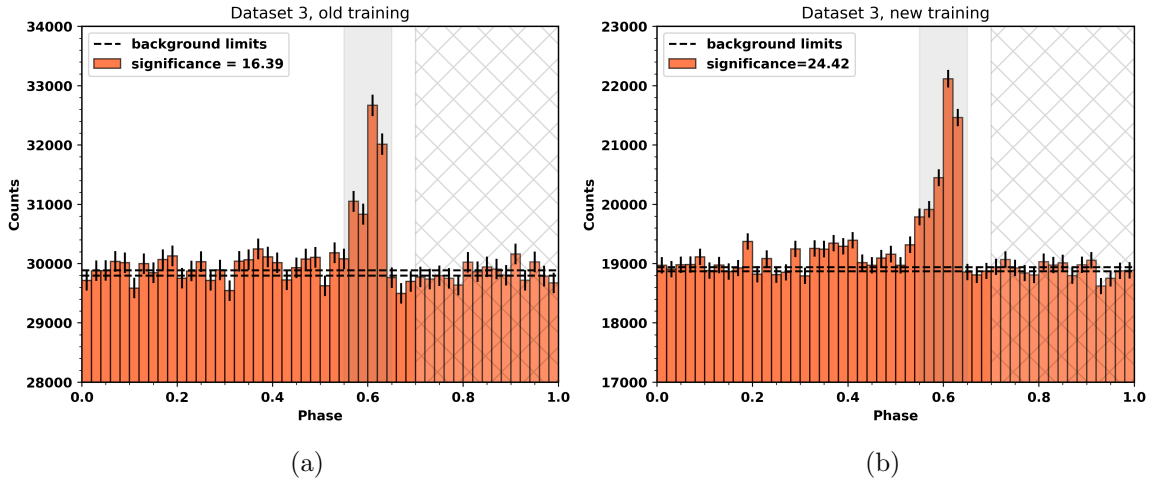 Dataset 3, old training
34000
33000
32000
31000
30000
29000
28000
Counts
background limits
significance = 16.39
0.0 0.2 0.4 0.6 0.8 1.0
Phase
(a)
Dataset 3, new training
23000
22000
21000
20000
19000
18000
17000
Counts
background limits
significance=24.42
0.0 0.2 0.4 0.6 0.8 1.0
Phase
(b)